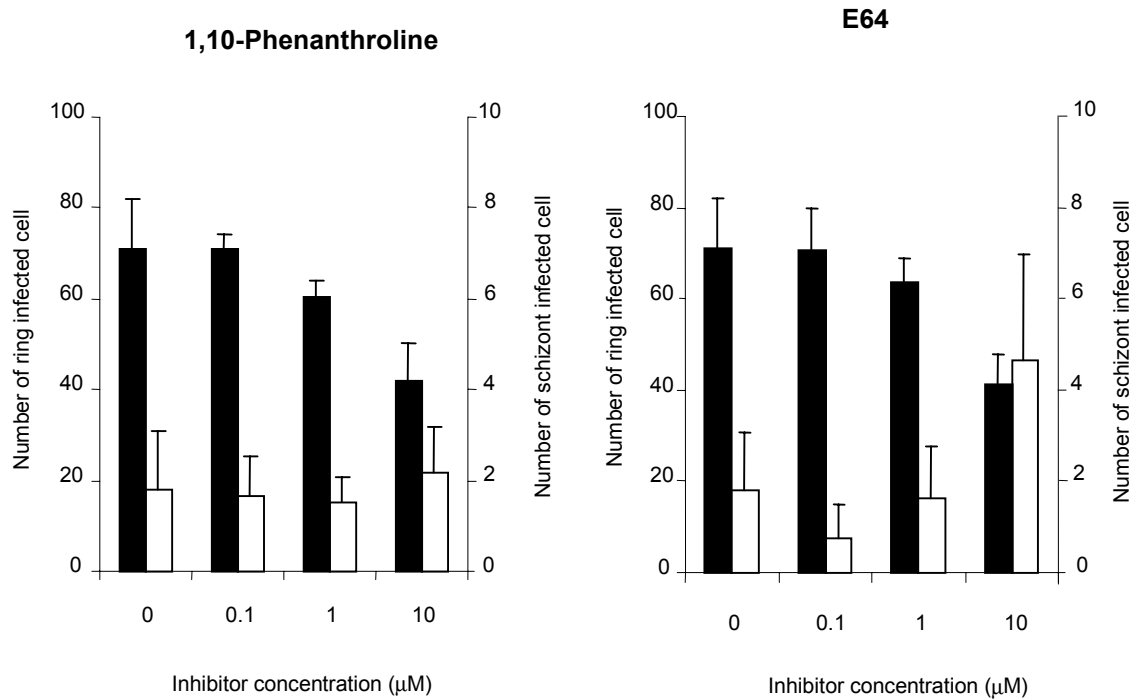 1,10-Phenanthroline
100
80
60
40
20
0
Number of ring infected cell
10
8
6
4
2
0
Number of schizont infected cell
0 0.1 1 10
Inhibitor concentration (μM)
E64
100
80
60
40
20
0
Number of ring infected cell
10
8
6
4
2
0
Number of schizont infected cell
0 0.1 1 10
Inhibitor concentration (μM)